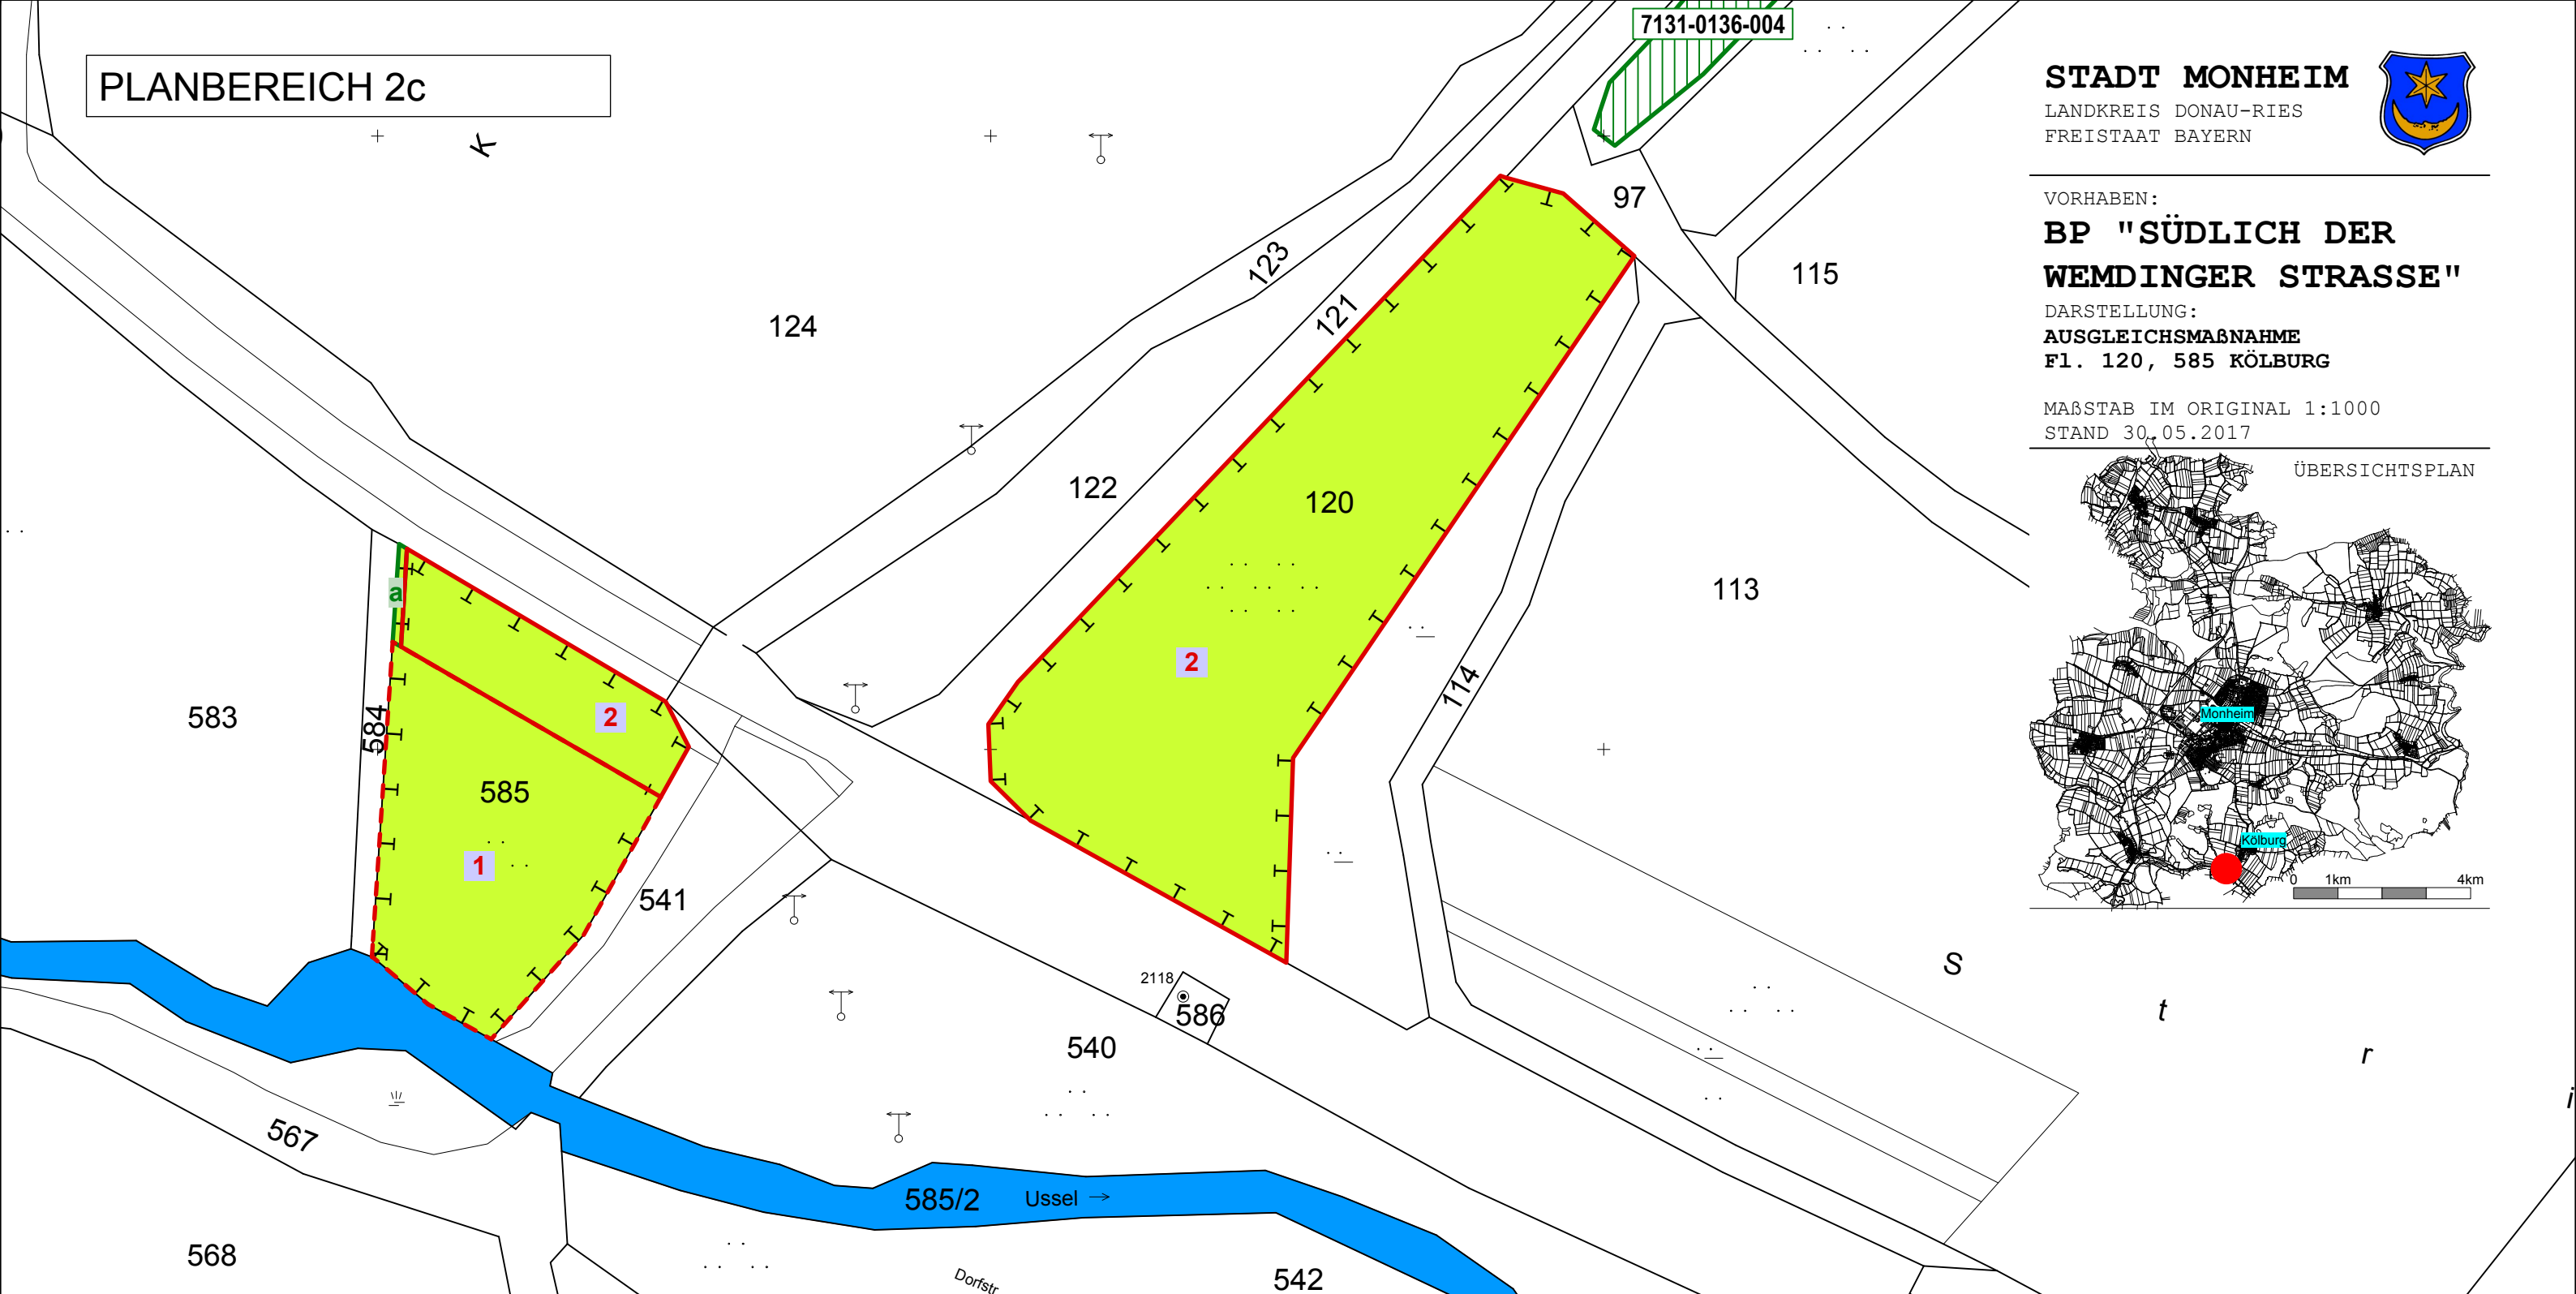 PLANBEREICH 2c
7131-0136-004
STADT MONHEIM
LANDKREIS DONAU-RIES
FREISTAAT BAYERN
VORHABEN:
BP "SÜDLICH DER
WEMDINGER STRASSE"
DARSTELLUNG:
AUSGLEICHSMAßNAHME
Fl. 120, 585 KÖLBURG
MAßSTAB IM ORIGINAL 1:1000
STAND 30.05.2017
ÜBERSICHTSPLAN
Monheim
Kölburg
0 1km 4km
K
97
115
123
121
124
122
120
113
114
2
a
2
583
584
585
1
541
2118
586
540
567
585/2 Ussel →
568
Dorfstr
542
S
t
r
i